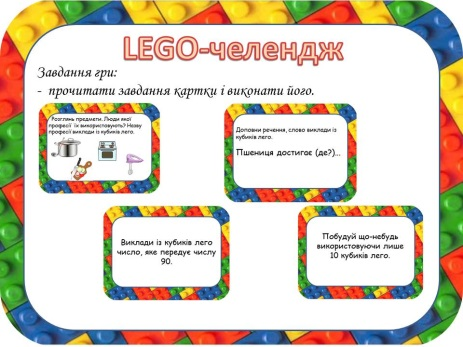 LEGO-челендж
Завдання гри:
- прочитати завдання картки і виконати його.
Розглянь предмети. Люди якої
професії їх використовують? Назву
професії виклади із кубиків лего.
Доповни речення, слово виклади із
кубиків лего.
Пшениця достигає (де?)...
Виклади із кубиків лего
число, яке передує числу
90.
Побудуй що-небудь
використовуючи лише
10 кубиків лего.